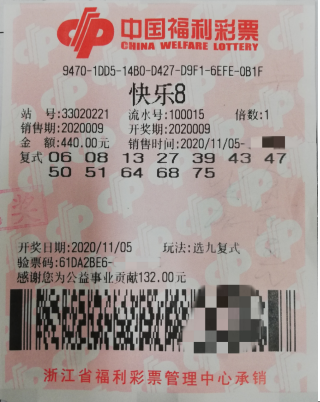 中国福利彩票
CHINA WELFARE LOTTERY
9470-1DD5-14B0-D427-D9F1-6EFE-0B1F
快乐8
站 号:33020221 流水号:100015 倍数:1
销售期:2020009 开奖期:2020009
金 额:440.00元 销售时间:2020/11/05-
复式 06 08 13 27 39 43 47
50 51 64 68 75
开奖日期:2020/11/05 玩法:选九复式
验票码:61DA2BE6-
感谢您为公益事业贡献132.00元
浙江省福利彩票管理中心承销